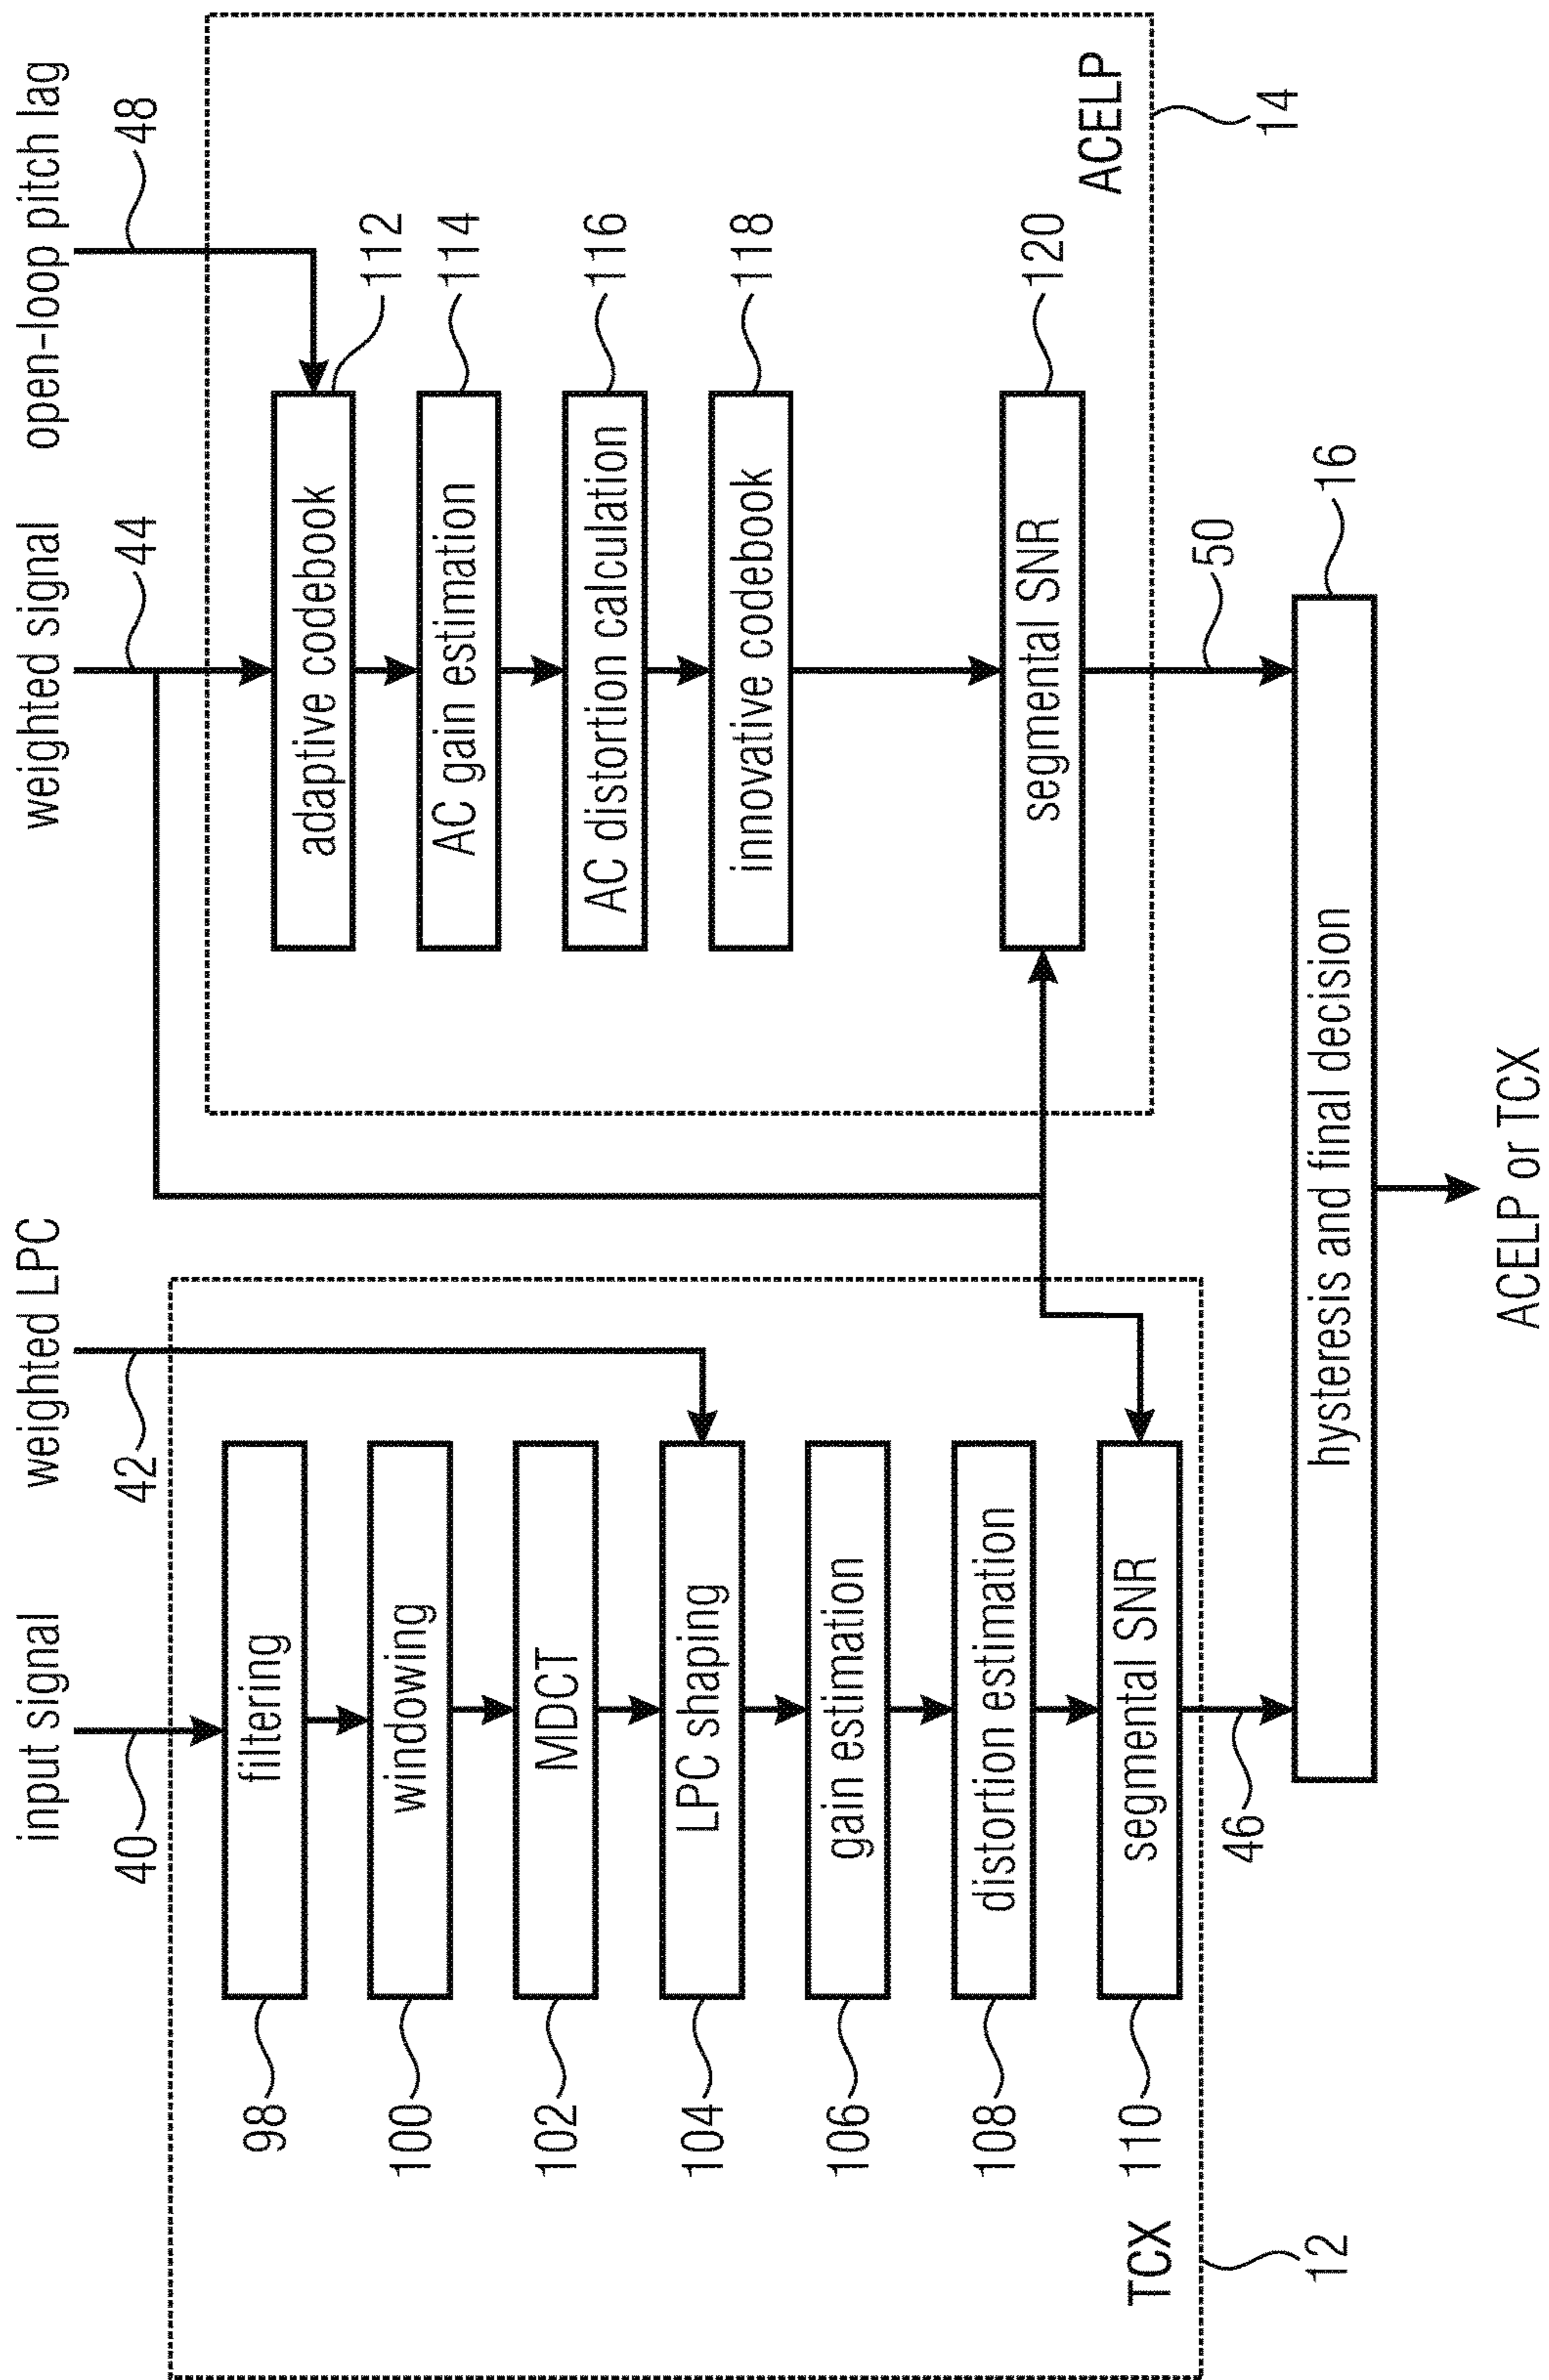 input signal
weighted LPC
weighted signal
open-loop pitch lag
40
42
44
48
filtering
98
windowing
100
MDCT
102
LPC shaping
104
gain estimation
106
distortion estimation
108
segmental SNR
110
TCX
12
46
adaptive codebook
112
AC gain estimation
114
AC distortion calculation
116
innovative codebook
118
segmental SNR
120
ACELP
14
50
hysteresis and final decision
16
ACELP or TCX